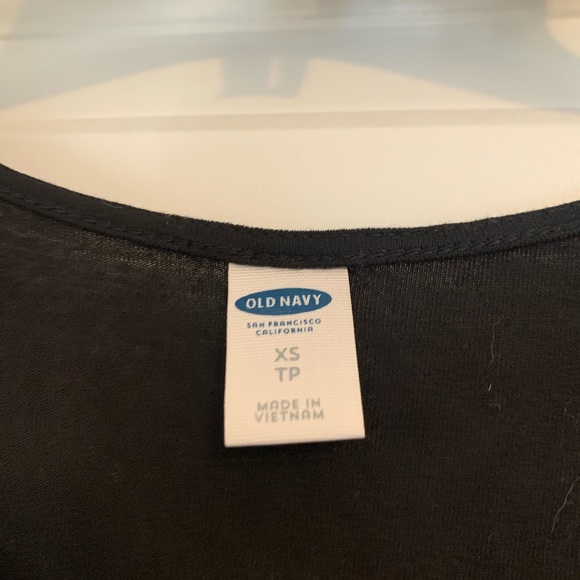 OLD NAVY
SAN FRANCISCO
CALIFORNIA
XS
TP
MADE IN
VIETNAM